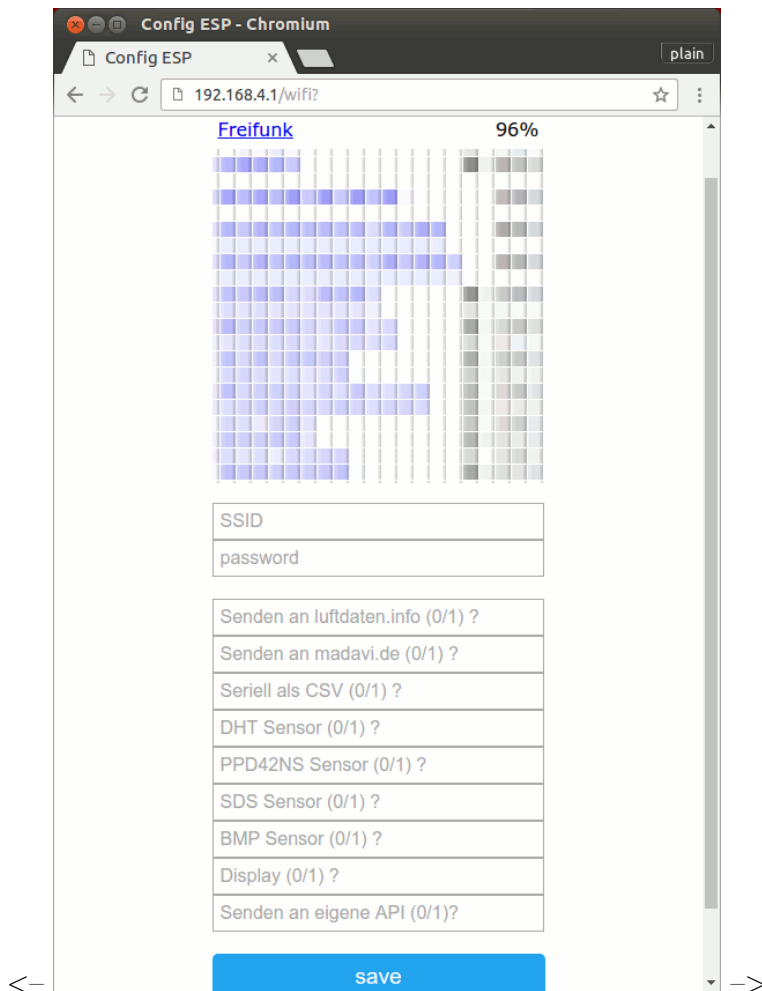 Config ESP - Chromium
Config ESP
plain
192.168.4.1/wifi?
Freifunk 96%
SSID
password
Senden an luftdaten.info (0/1) ?
Senden an madavi.de (0/1) ?
Seriell als CSV (0/1) ?
DHT Sensor (0/1) ?
PPD42NS Sensor (0/1) ?
SDS Sensor (0/1) ?
BMP Sensor (0/1) ?
Display (0/1) ?
Senden an eigene API (0/1)?
<– save –>